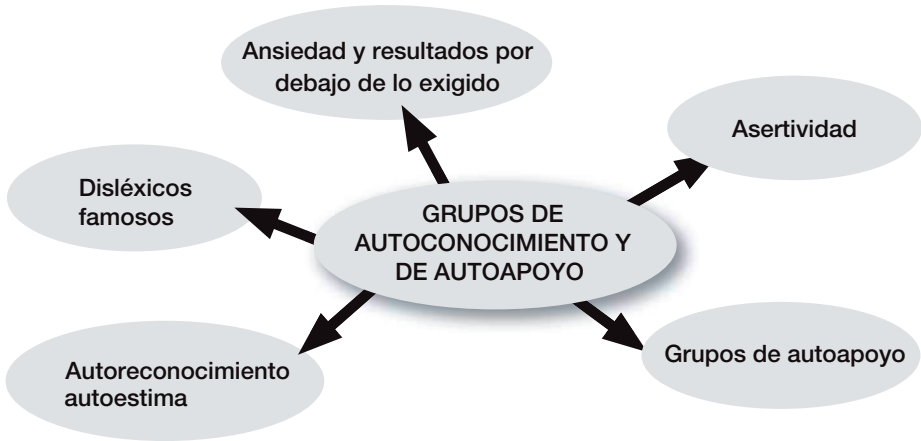 Ansiedad y resultados por
debajo de lo exigido
Asertividad
Disléxicos
famosos
GRUPOS DE
AUTOCONOCIMIENTO Y
DE AUTOAPOYO
Grupos de autoapoyo
Autoreconocimiento
autoestima